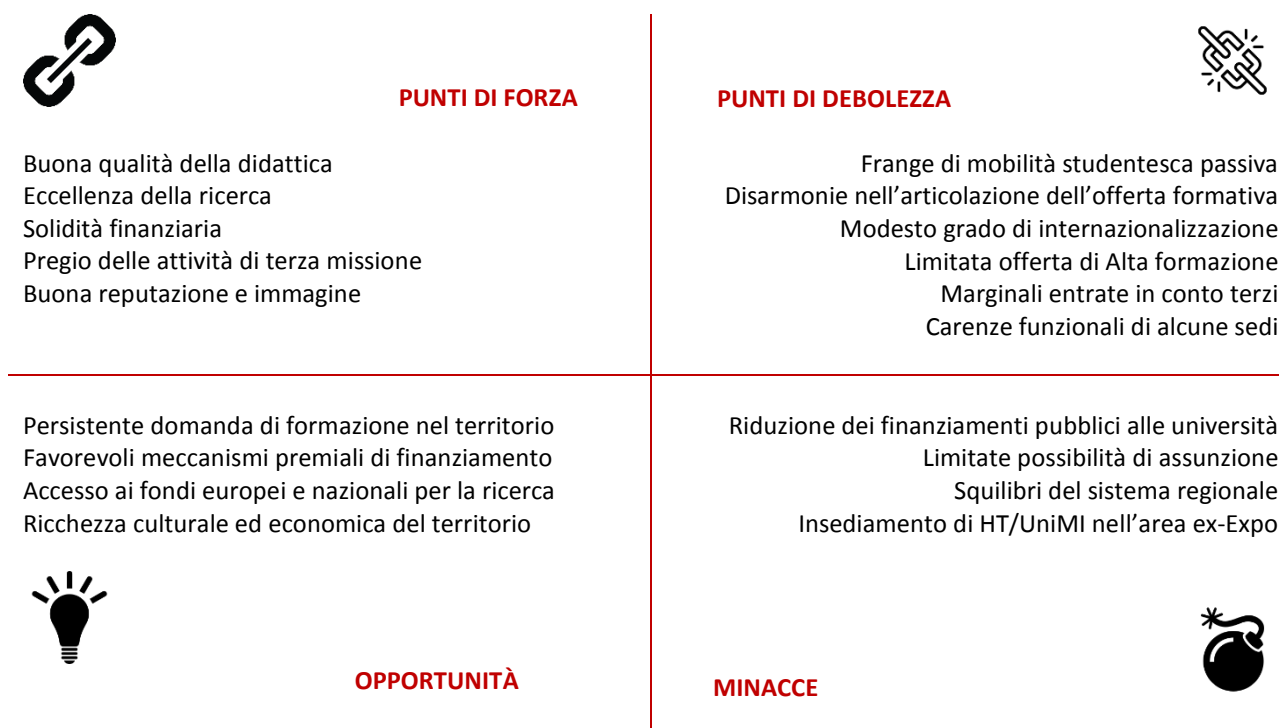 PUNTI DI FORZA
Buona qualità della didattica
Eccellenza della ricerca
Solidità finanziaria
Pregio delle attività di terza missione
Buona reputazione e immagine
PUNTI DI DEBOLEZZA
Frange di mobilità studentesca passiva
Disarmonie nell’articolazione dell’offerta formativa
Modesto grado di internazionalizzazione
Limitata offerta di Alta formazione
Marginali entrate in conto terzi
Carenze funzionali di alcune sedi
Persistente domanda di formazione nel territorio
Favorevoli meccanismi premiali di finanziamento
Accesso ai fondi europei e nazionali per la ricerca
Ricchezza culturale ed economica del territorio
OPPORTUNITÀ
Riduzione dei finanziamenti pubblici alle università
Limitate possibilità di assunzione
Squilibri del sistema regionale
Insediamento di HT/UniMI nell’area ex-Expo
MINACCE